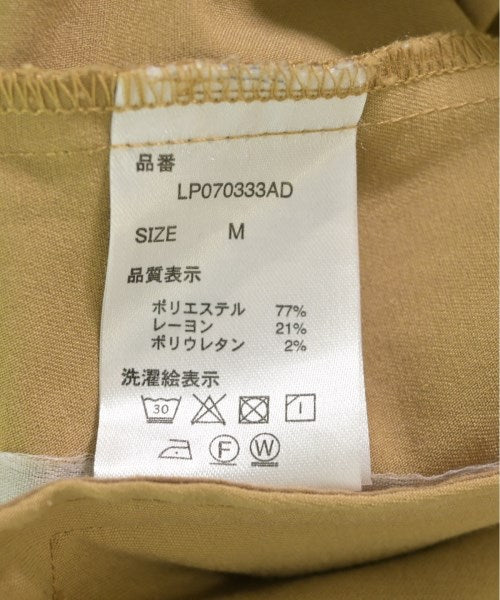 品番
LP070333AD
SIZE M
品質表示
ポリエステル 77%
レーヨン 21%
ポリウレタン 2%
洗濯絵表示
30
F W